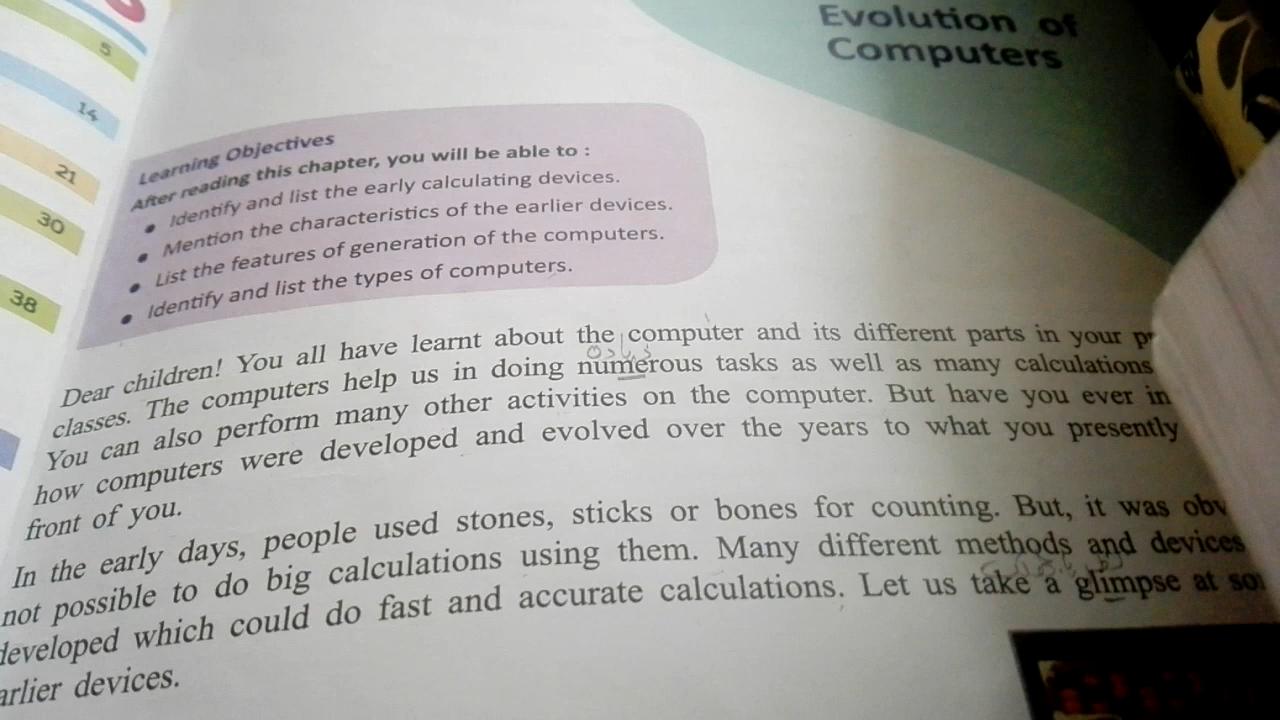 5
14
21
30
38
Evolution of
Computers
Learning Objectives
After reading this chapter, you will be able to :
• Identify and list the early calculating devices.
• Mention the characteristics of the earlier devices.
• List the features of generation of the computers.
• Identify and list the types of computers.
Dear children! You all have learnt about the computer and its different parts in your
classes. The computers help us in doing numerous tasks as well as many calculations
You can also perform many other activities on the computer. But have you ever
how computers were developed and evolved over the years to what you presently
front of you.
In the early days, people used stones, sticks or bones for counting. But, it was
not possible to do big calculations using them. Many different methods and devices
developed which could do fast and accurate calculations. Let us take a glimpse at
arlier devices.